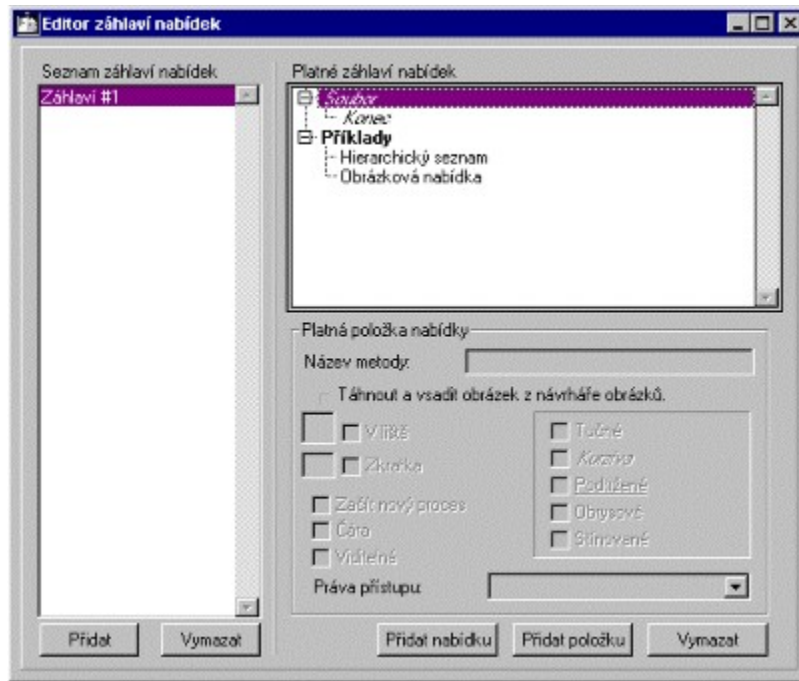 Editor záhlaví nabídek
Seznam záhlaví nabídek
Záhlaví #1
Přidat
Vymazat
Platné záhlaví nabídek
Soubor
Konec
Příklady
Hierarchický seznam
Obrázková nabídka
Platná položka nabídky
Název metody:
Táhnout a vsadit obrázek z návrháře obrázků.
V liště
Zkratka
Začít nový proces
Čára
Viditelné
Tučné
Kurzíva
Podtržené
Obrysové
Stínované
Práva přístupu:
Přidat nabídku
Přidat položku
Vymazat